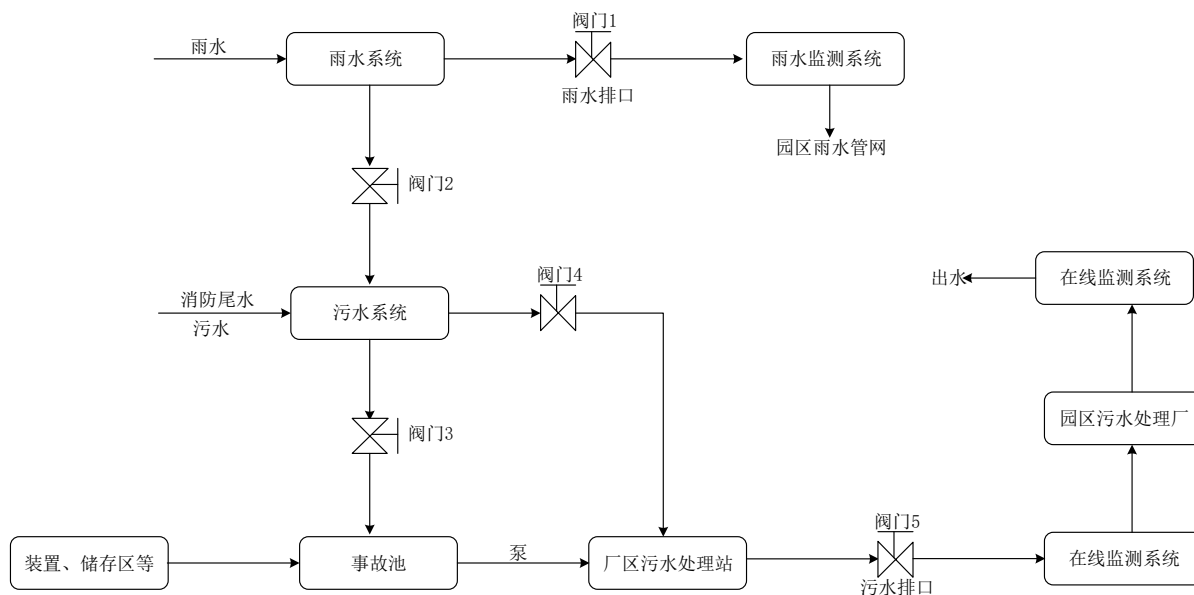 阀门1
雨水
雨水系统
雨水监测系统
雨水排口
园区雨水管网
阀门2
阀门4
出水
在线监测系统
消防尾水
污水
污水系统
园区污水处理厂
阀门3
阀门5
装置、储存区等
事故池
泵
厂区污水处理站
污水排口
在线监测系统